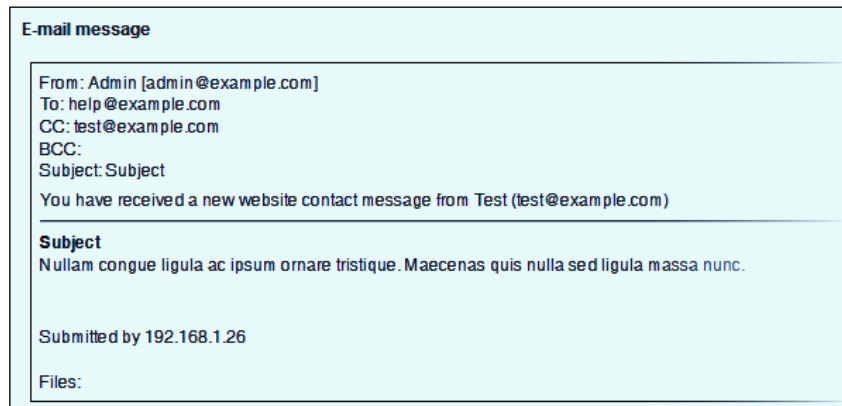 E-mail message
From: Admin [admin@example.com]
To: help@example.com
CC: test@example.com
BCC:
Subject: Subject
You have received a new website contact message from Test (test@example.com)
Subject
Nullam congue ligula ac ipsum ornare tristique. Maecenas quis nulla sed ligula massa nunc.
Submitted by 192.168.1.26
Files: